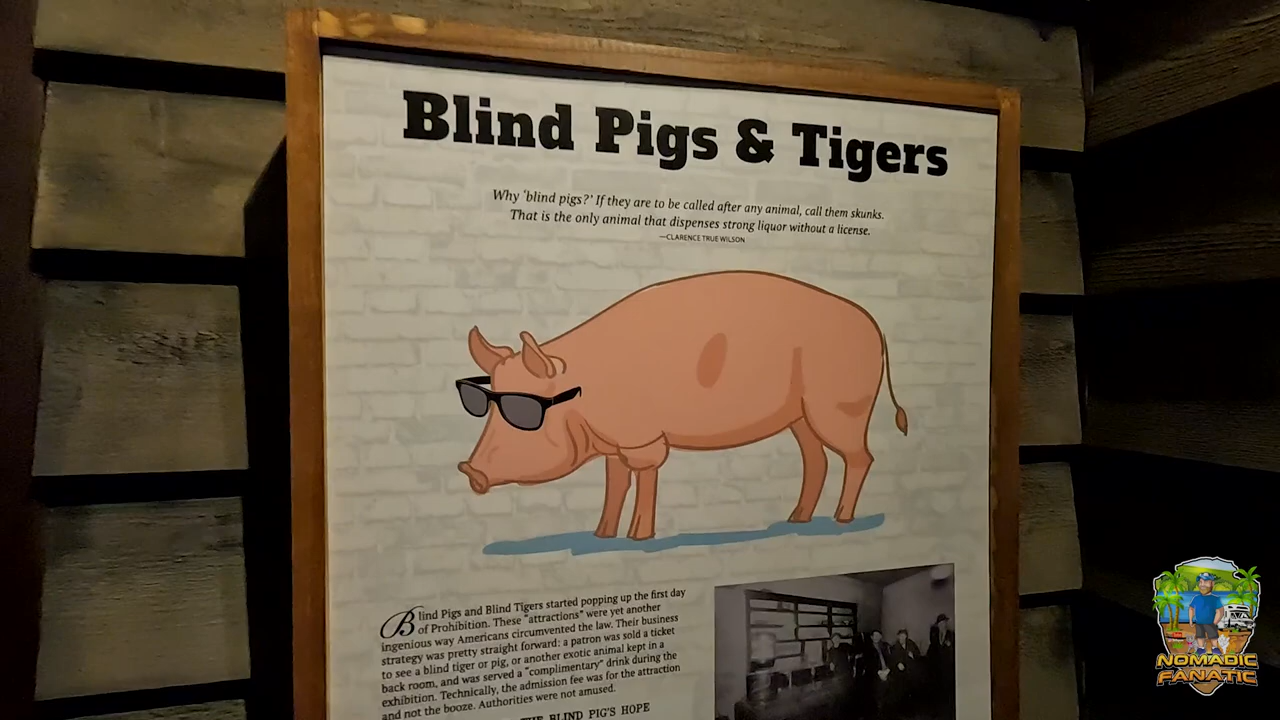 Blind Pigs & Tigers
Why 'blind pigs?' If they are to be called after any animal, call them skunks.
That is the only animal that dispenses strong liquor without a license.
—CLARENCE TRUE WILSON
Blind Pigs and Blind Tigers started popping up the first day
of Prohibition. These "attractions" were yet another
ingenious way Americans circumvented the law. Their business
strategy was pretty straight forward: a patron was sold a ticket
to see a blind tiger or pig, or another exotic animal kept in a
back room, and was served a "complimentary" drink during the
exhibition. Technically, the admission fee was for the attraction
and not the booze. Authorities were not amused.
THE BLIND PIG'S HOPE
NOMADIC
FANATIC